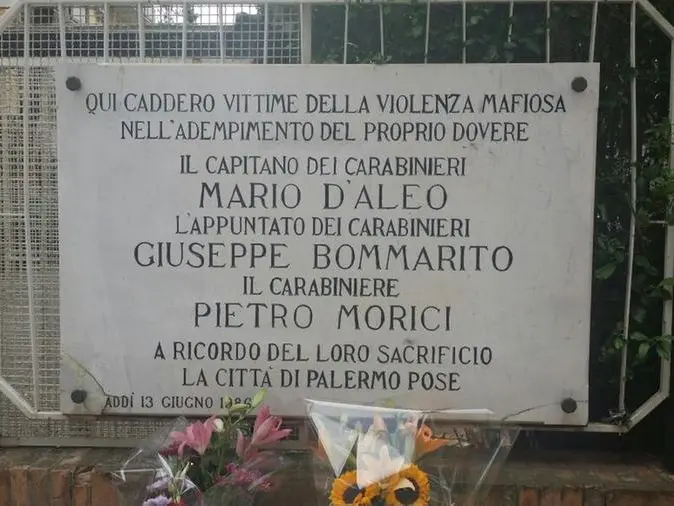 QUI CADDERO VITTIME DELLA VIOLENZA MAFIOSA
NELL'ADEMPIMENTO DEL PROPRIO DOVERE
IL CAPITANO DEI CARABINIERI
MARIO D'ALEO
L'APPUNTATO DEI CARABINIERI
GIUSEPPE BOMMARITO
IL CARABINIERE
PIETRO MORICI
A RICORDO DEL LORO SACRIFICIO
LA CITTÀ DI PALERMO POSE
ADDÌ 13 GIUGNO 1986